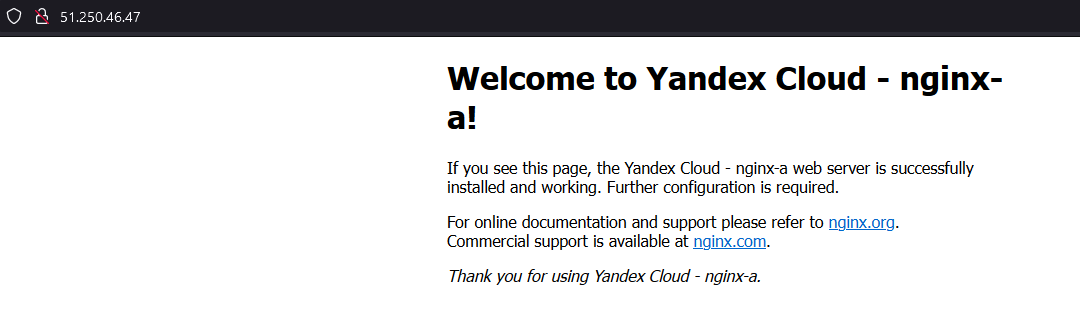 51.250.46.47
Welcome to Yandex Cloud - nginx-
a!
If you see this page, the Yandex Cloud - nginx-a web server is successfully
installed and working. Further configuration is required.
For online documentation and support please refer to nginx.org.
Commercial support is available at nginx.com.
Thank you for using Yandex Cloud - nginx-a.